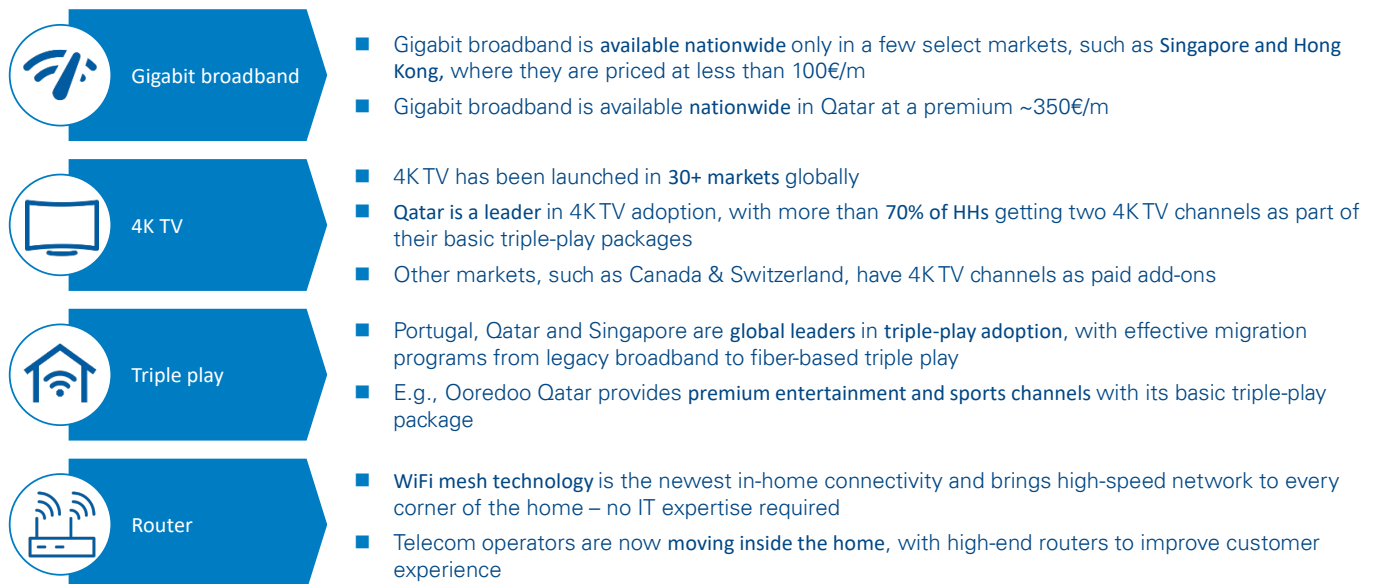 Gigabit broadband
■ Gigabit broadband is available nationwide only in a few select markets, such as Singapore and Hong
Kong, where they are priced at less than 100€/m
■ Gigabit broadband is available nationwide in Qatar at a premium ~350€/m
4K TV
■ 4K TV has been launched in 30+ markets globally
■ Qatar is a leader in 4K TV adoption, with more than 70% of HHs getting two 4K TV channels as part of
their basic triple-play packages
■ Other markets, such as Canada & Switzerland, have 4K TV channels as paid add-ons
Triple play
■ Portugal, Qatar and Singapore are global leaders in triple-play adoption, with effective migration
programs from legacy broadband to fiber-based triple play
■ E.g., Ooredoo Qatar provides premium entertainment and sports channels with its basic triple-play
package
Router
■ WiFi mesh technology is the newest in-home connectivity and brings high-speed network to every
corner of the home – no IT expertise required
■ Telecom operators are now moving inside the home, with high-end routers to improve customer
experience